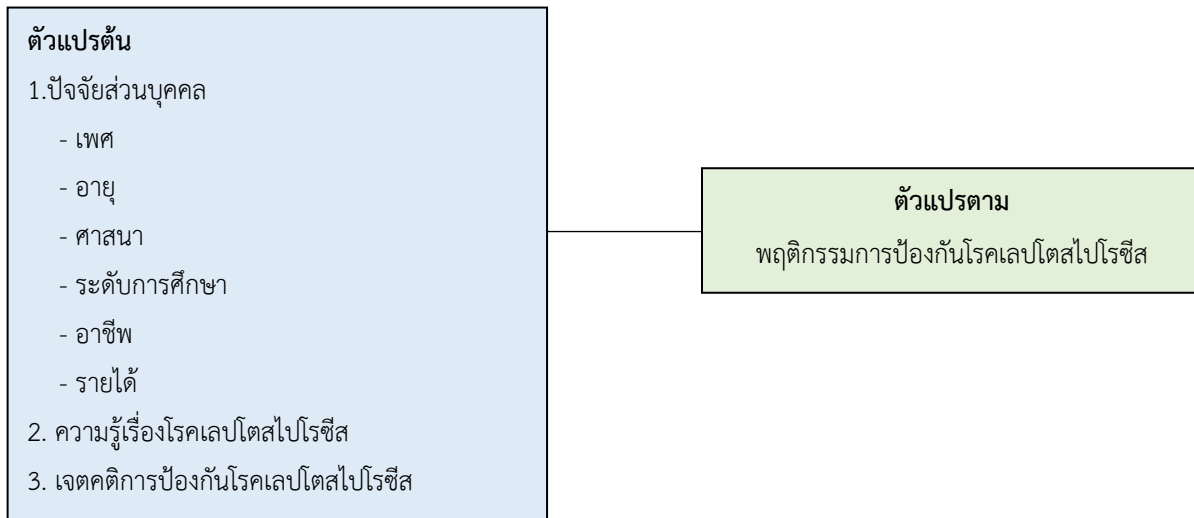 ตัวแปรต้น
1.ปัจจัยส่วนบุคคล
- เพศ
- อายุ
- ศาสนา
- ระดับการศึกษา
- อาชีพ
- รายได้
2. ความรู้เรื่องโรคเลปโตสไปโรซีส
3. เจตคติการป้องกันโรคเลปโตสไปโรซีส
ตัวแปรตาม
พฤติกรรมการป้องกันโรคเลปโตสไปโรซีส